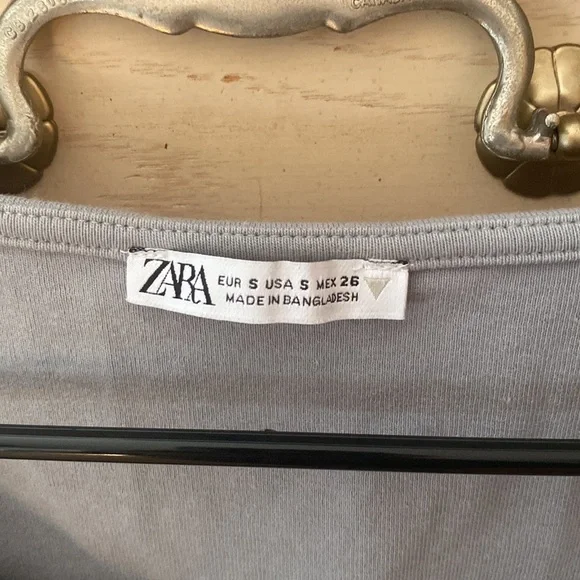 ZARA
EUR S USA S MEX 26
MADE IN BANGLADESH